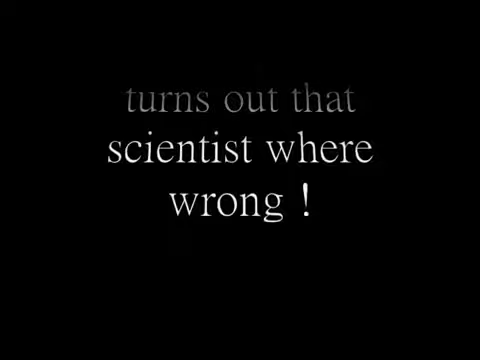 turns out that
scientist where
wrong !